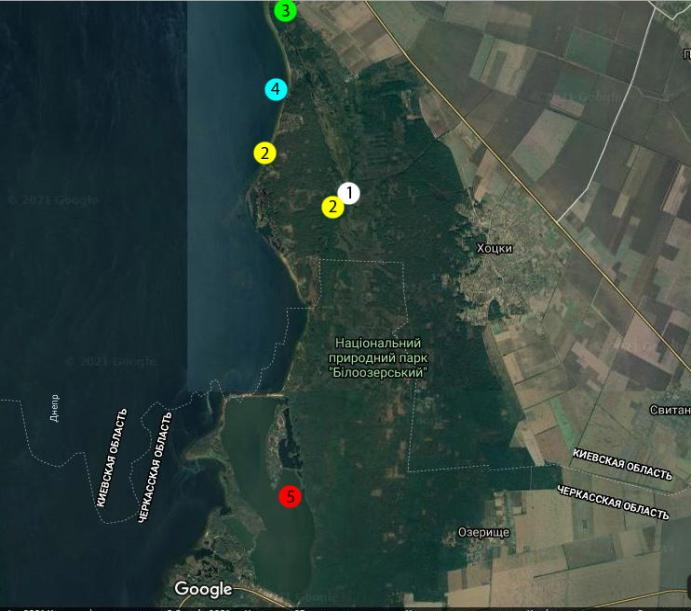 3
4
2
1
2
© 2021 Google
Хоцки
Національний
природний парк
"Білоозерський"
© 2021 Google
Днепр
КИЕВСКАЯ ОБЛАСТЬ
ЧЕРКАССКАЯ ОБЛАСТЬ
Свитан
КИЕВСКАЯ ОБЛАСТЬ
ЧЕРКАССКАЯ ОБЛАСТЬ
5
Озерище
Google